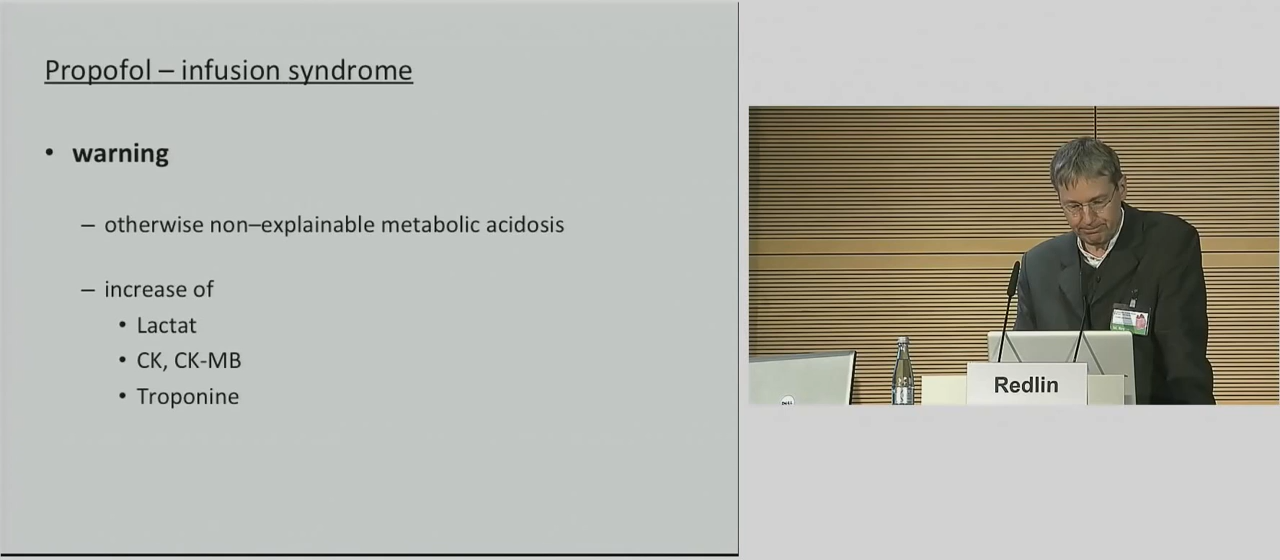 Propofol – infusion syndrome
• warning
– otherwise non–explainable metabolic acidosis
– increase of
• Lactat
• CK, CK-MB
• Troponine
Redlin